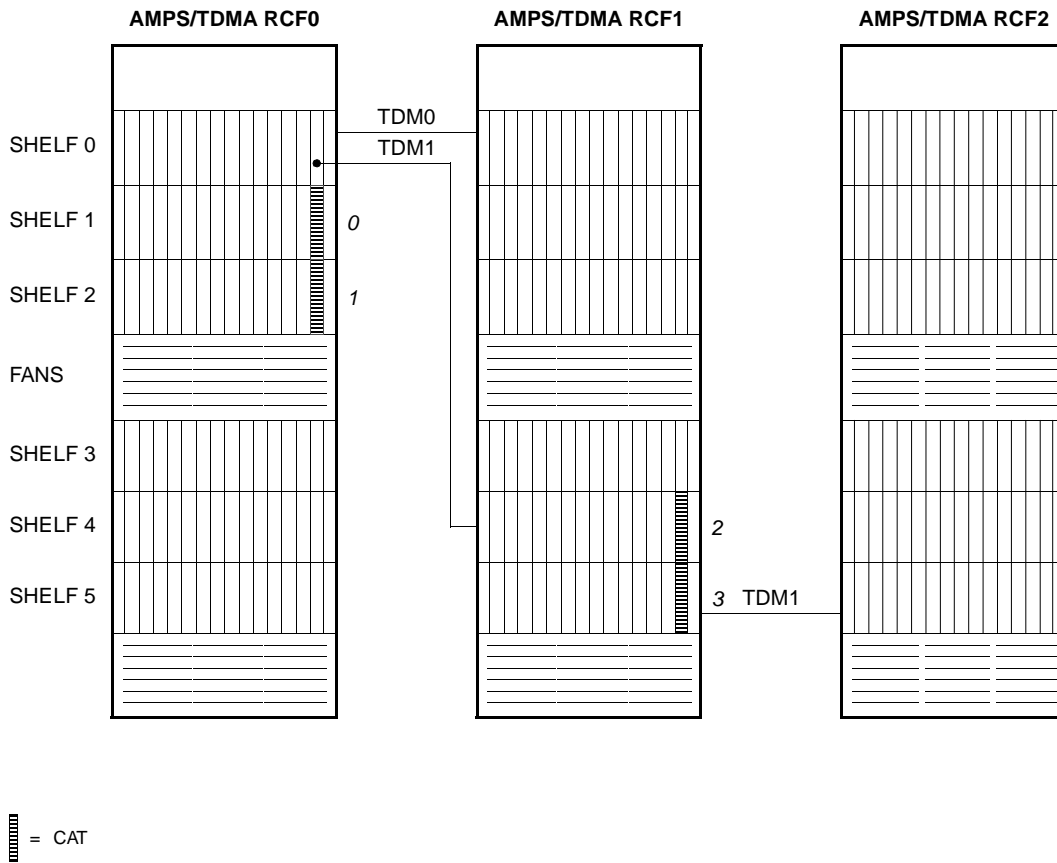 AMPS/TDMA RCF0
AMPS/TDMA RCF1
AMPS/TDMA RCF2
TDM0
TDM1
SHELF 0
SHELF 1
0
SHELF 2
1
FANS
SHELF 3
SHELF 4
2
SHELF 5
3 TDM1
= CAT